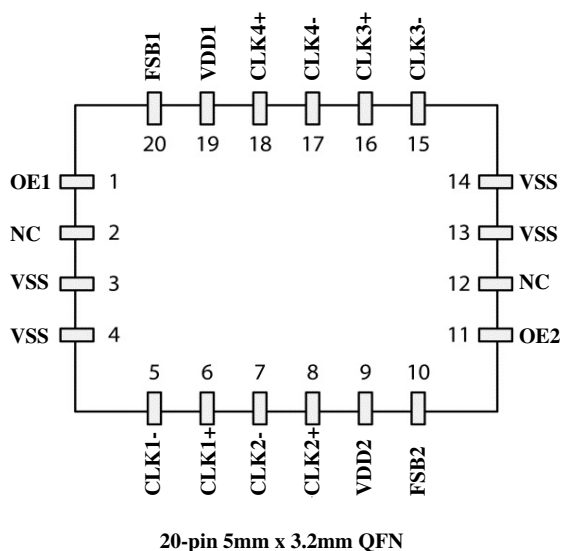 FSB1 VDD1 CLK4+ CLK4- CLK3+ CLK3-
20 19 18 17 16 15
OE1 1 14 VSS
NC 2 13 VSS
VSS 3 12 NC
VSS 4 11 OE2
5 6 7 8 9 10
CLK1- CLK1+ CLK2- CLK2+ VDD2 FSB2
20-pin 5mm x 3.2mm QFN